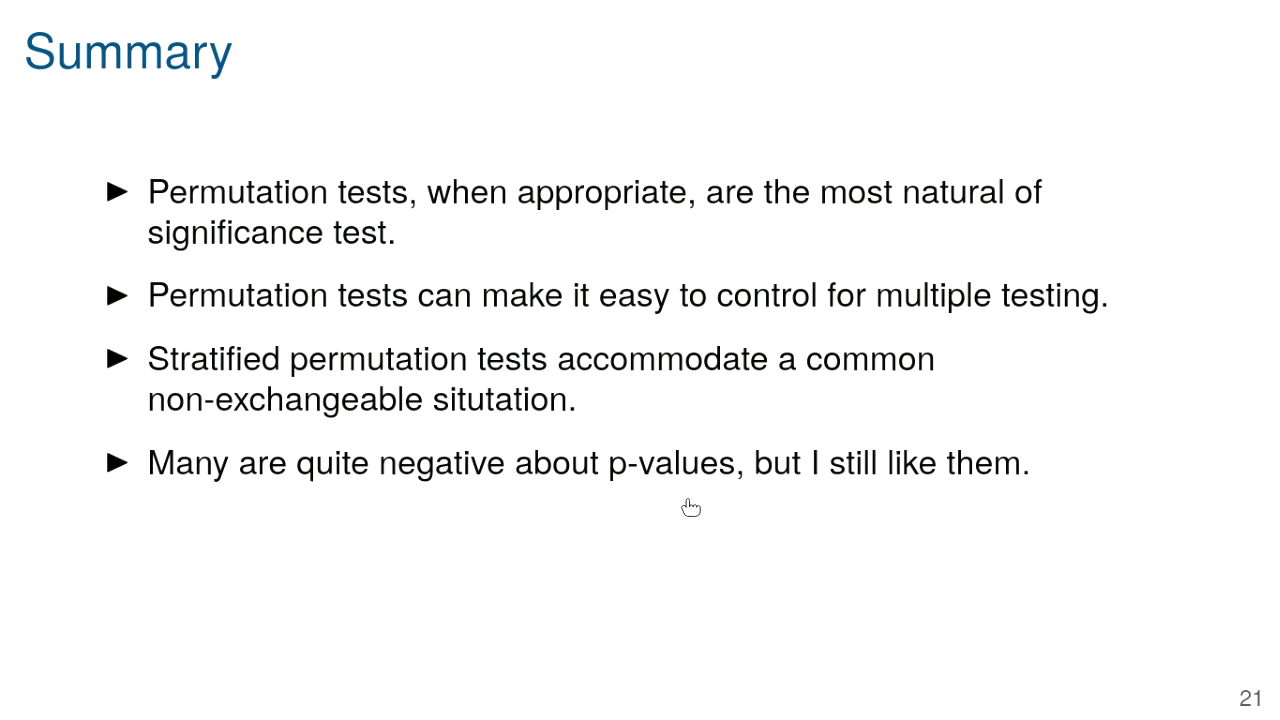 Summary
Permutation tests, when appropriate, are the most natural of
significance test.
Permutation tests can make it easy to control for multiple testing.
Stratified permutation tests accommodate a common
non-exchangeable situtation.
Many are quite negative about p-values, but I still like them.
21